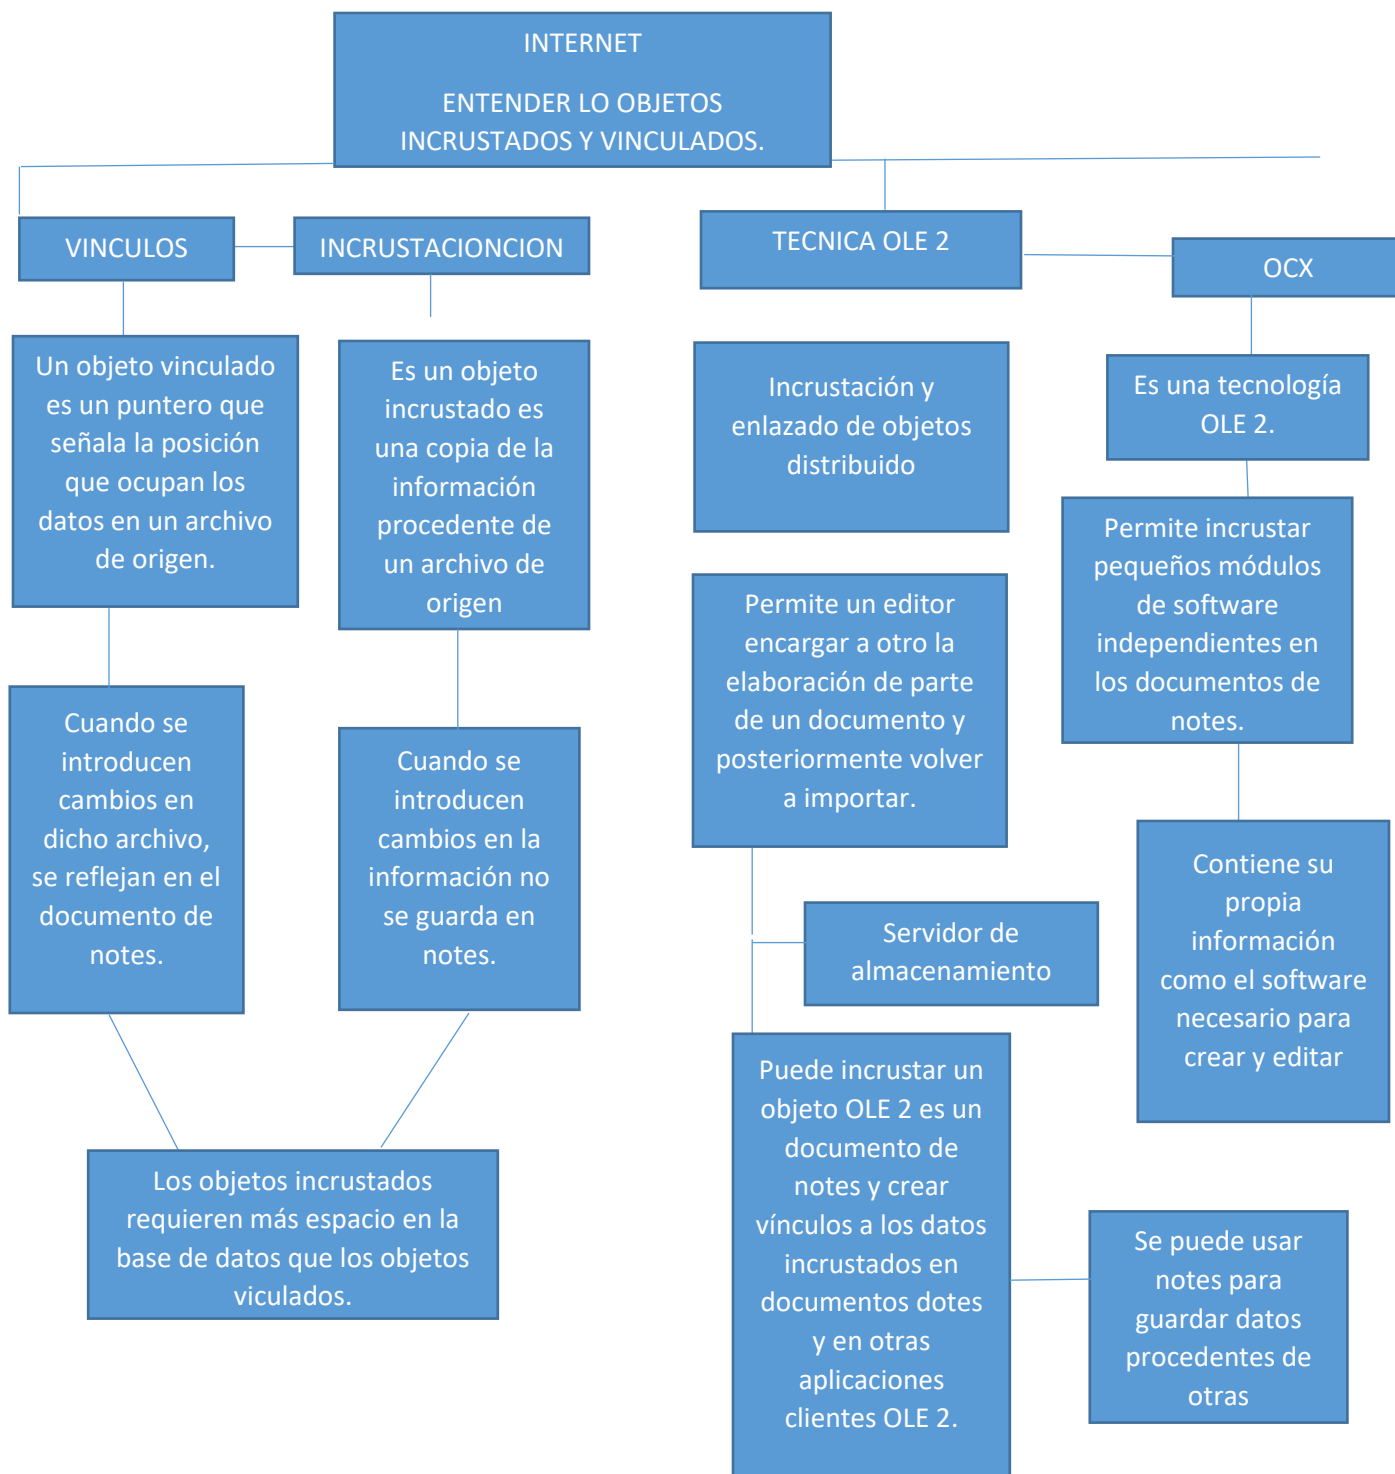 INTERNET
ENTENDER LO OBJETOS
INCRUSTADOS Y VINCULADOS.
VINCULOS
INCRUSTACIONCION
TECNICA OLE 2
OCX
Un objeto vinculado
es un puntero que
señala la posición
que ocupan los
datos en un archivo
de origen.
Es un objeto
incrustado es
una copia de la
información
procedente de
un archivo de
origen
Incrustación y
enlazado de objetos
distribuido
Es una tecnología
OLE 2.
Permite incrustar
pequeños módulos
de software
independientes en
los documentos de
notes.
Permite un editor
encargar a otro la
elaboración de parte
de un documento y
posteriormente volver
a importar.
Cuando se
introducen
cambios en
dicho archivo,
se reflejan en el
documento de
notes.
Cuando se
introducen
cambios en la
información no
se guarda en
notes.
Contiene su
propia
información
como el software
necesario para
crear y editar
Servidor de
almacenamiento
Puede incrustar un
objeto OLE 2 es un
documento de
notes y crear
vínculos a los datos
incrustados en
documentos dotes
y en otras
aplicaciones
clientes OLE 2.
Los objetos incrustados
requieren más espacio en la
base de datos que los objetos
viculados.
Se puede usar
notes para
guardar datos
procedentes de
otras